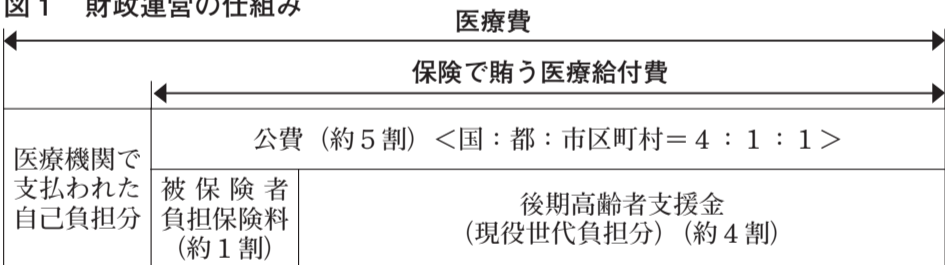 図1　財政運営の仕組み
医療費
保険で賄う医療給付費
公費（約５割）＜国：都：市区町村＝４：１：１＞
医療機関で
支払われた
自己負担分
被保険者
負担保険料
（約１割）
後期高齢者支援金
（現役世代負担分）（約４割）